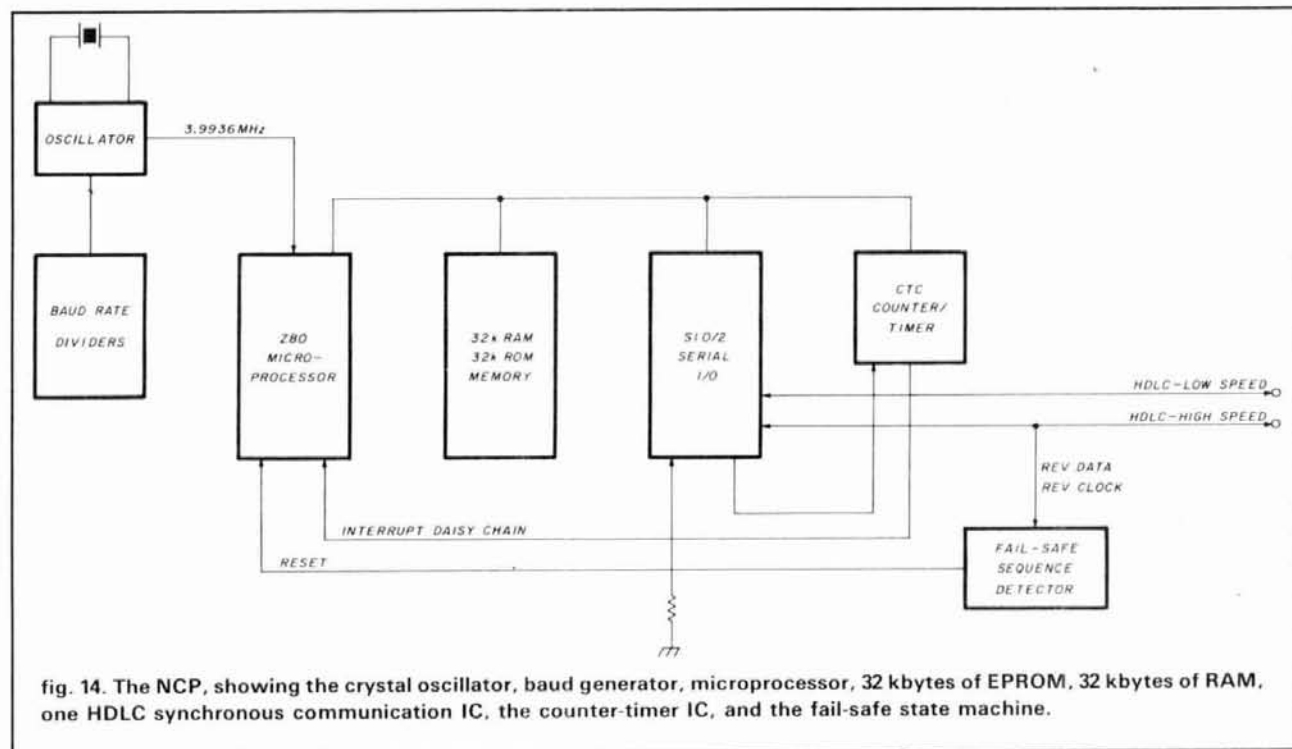 OSCILLATOR
3.9936MHz
BAUD RATE
DIVIDERS
Z80
MICRO-
PROCESSOR
32k RAM
32k ROM
MEMORY
SIO/2
SERIAL
I/O
CTC
COUNTER/
TIMER
HDLC-LOW SPEED
HDLC-HIGH SPEED
REV DATA
REV CLOCK
INTERRUPT DAISY CHAIN
RESET
FAIL-SAFE
SEQUENCE
DETECTOR
fig. 14. The NCP, showing the crystal oscillator, baud generator, microprocessor, 32 kbytes of EPROM, 32 kbytes of RAM,
one HDLC synchronous communication IC, the counter-timer IC, and the fail-safe state machine.